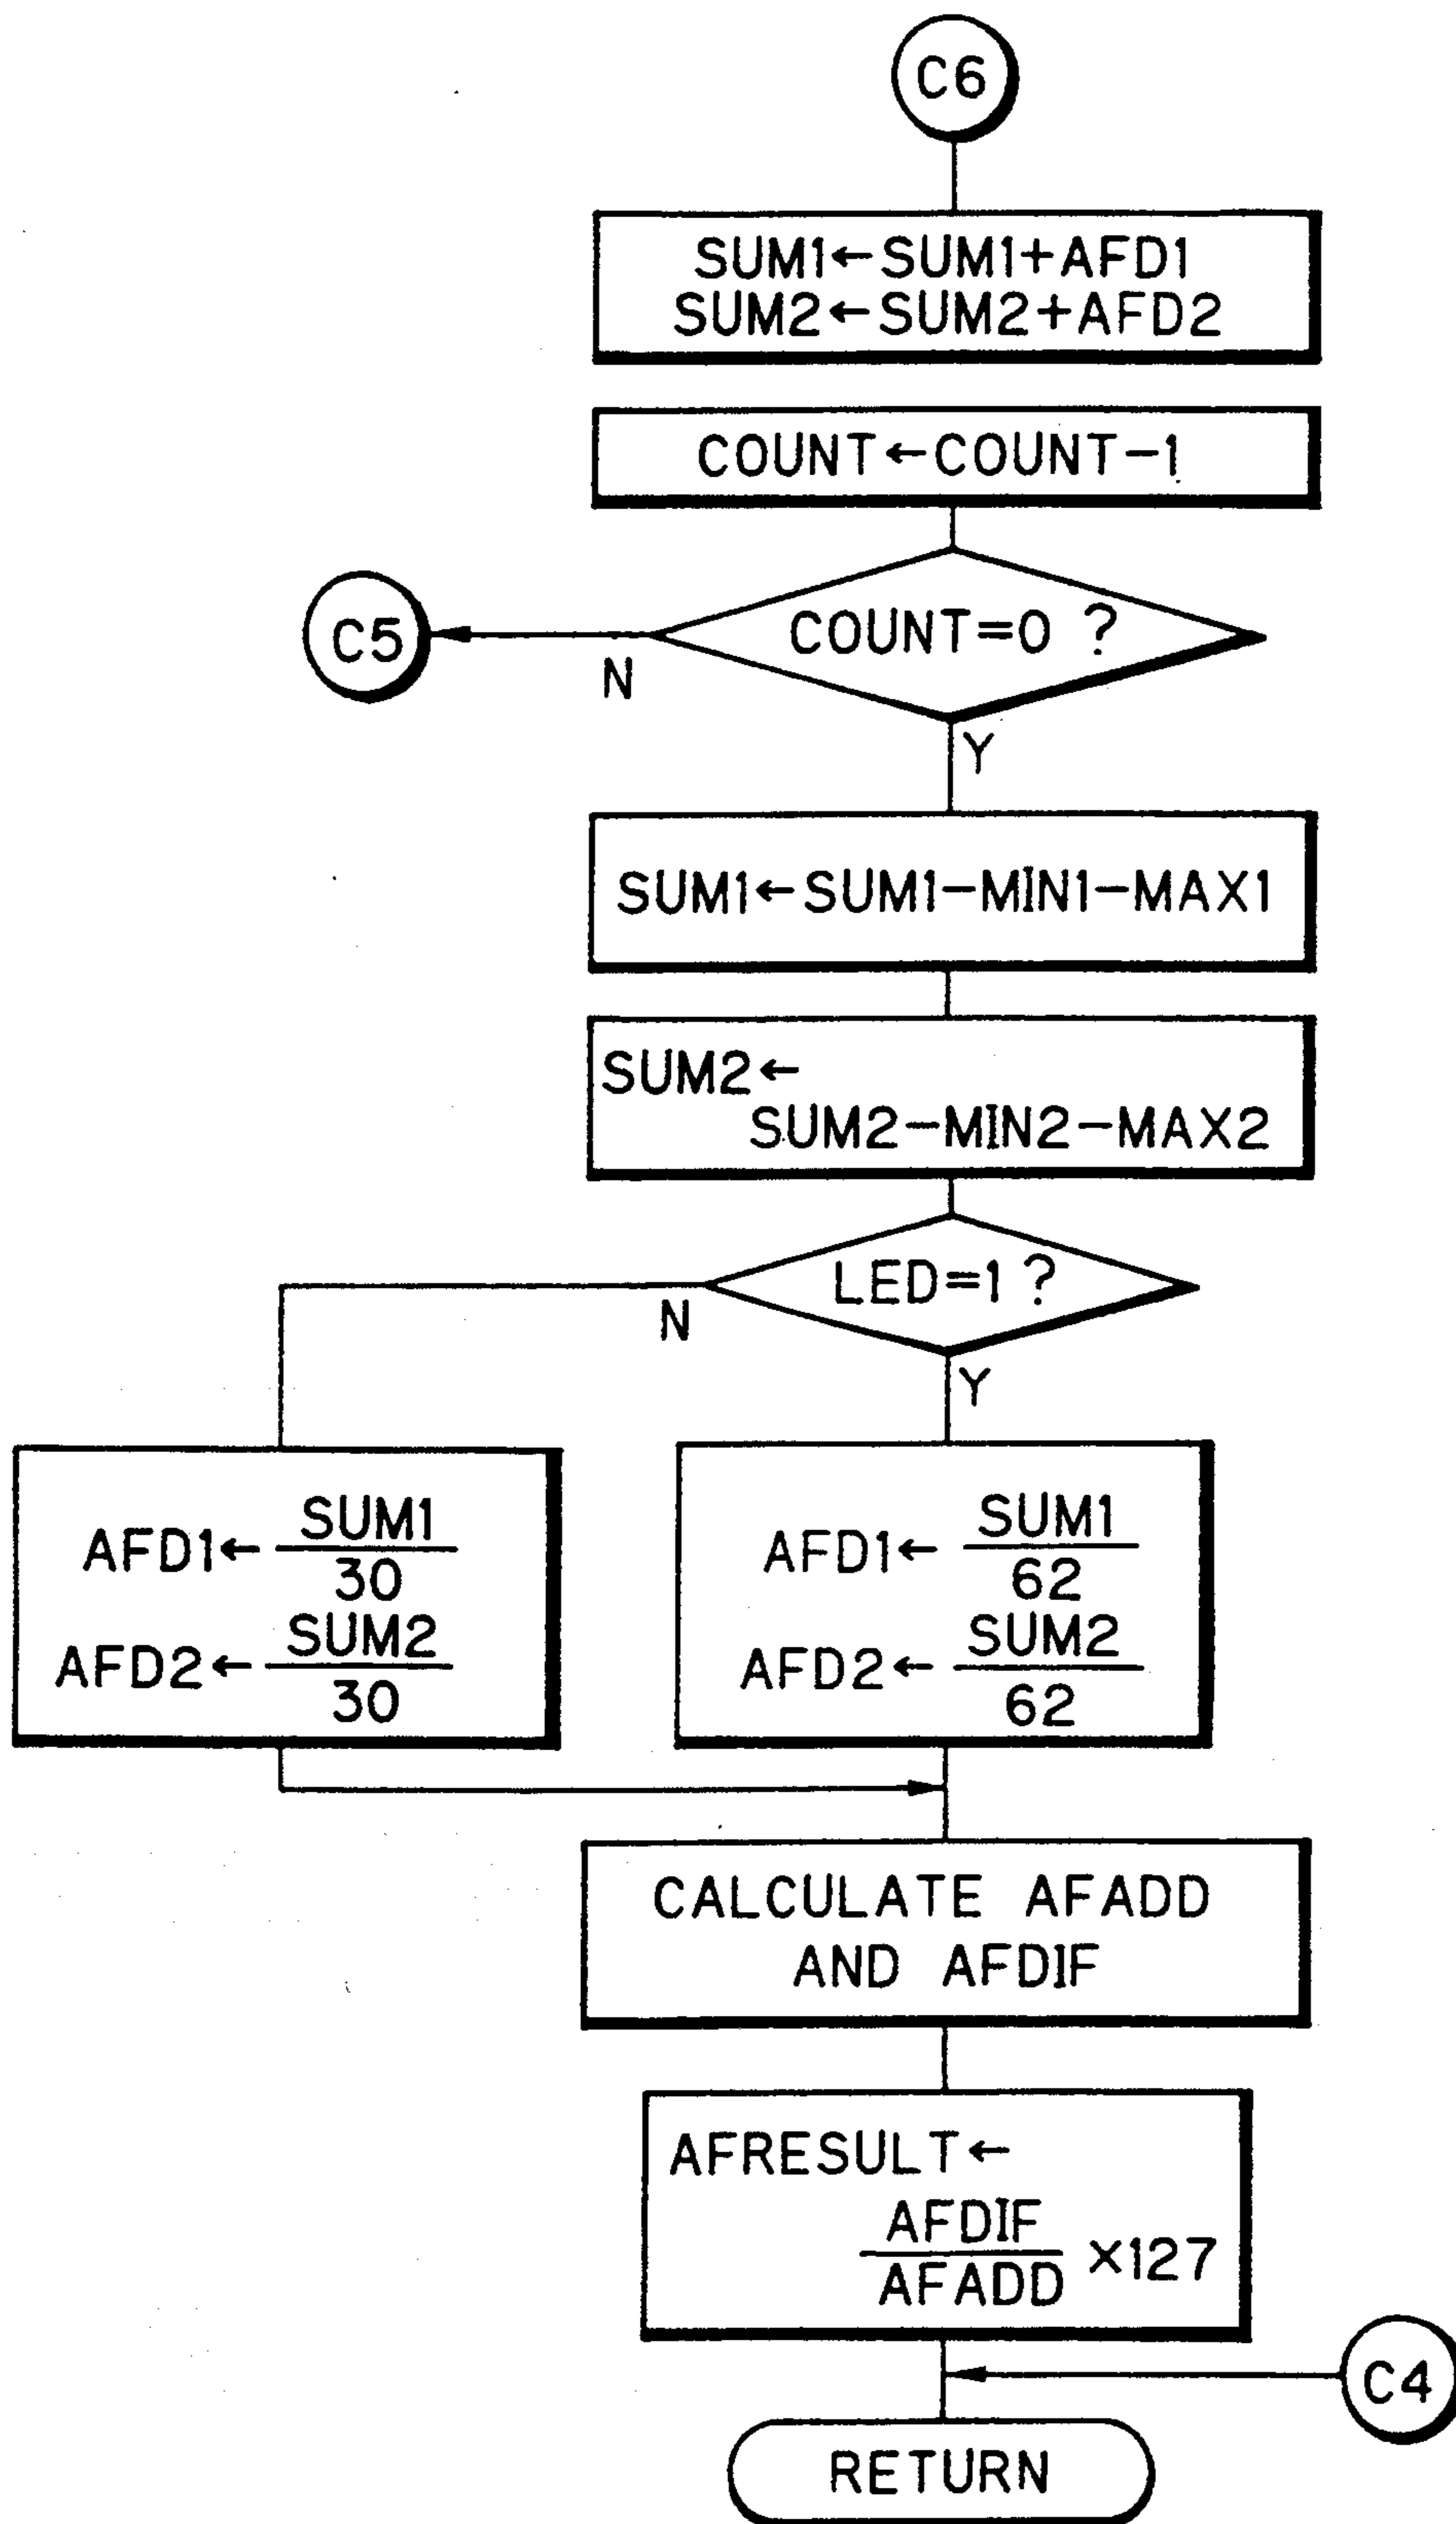 C6
SUM1←SUM1+AFD1
SUM2←SUM2+AFD2
COUNT←COUNT-1
COUNT=0 ?
C5
N
Y
SUM1←SUM1-MIN1-MAX1
SUM2←
SUM2-MIN2-MAX2
LED=1 ?
N
Y
AFD1← SUM1
30
AFD2← SUM2
30
AFD1← SUM1
62
AFD2← SUM2
62
CALCULATE AFADD
AND AFDIF
AFRESULT←
AFDIF
AFADD ×127
C4
RETURN